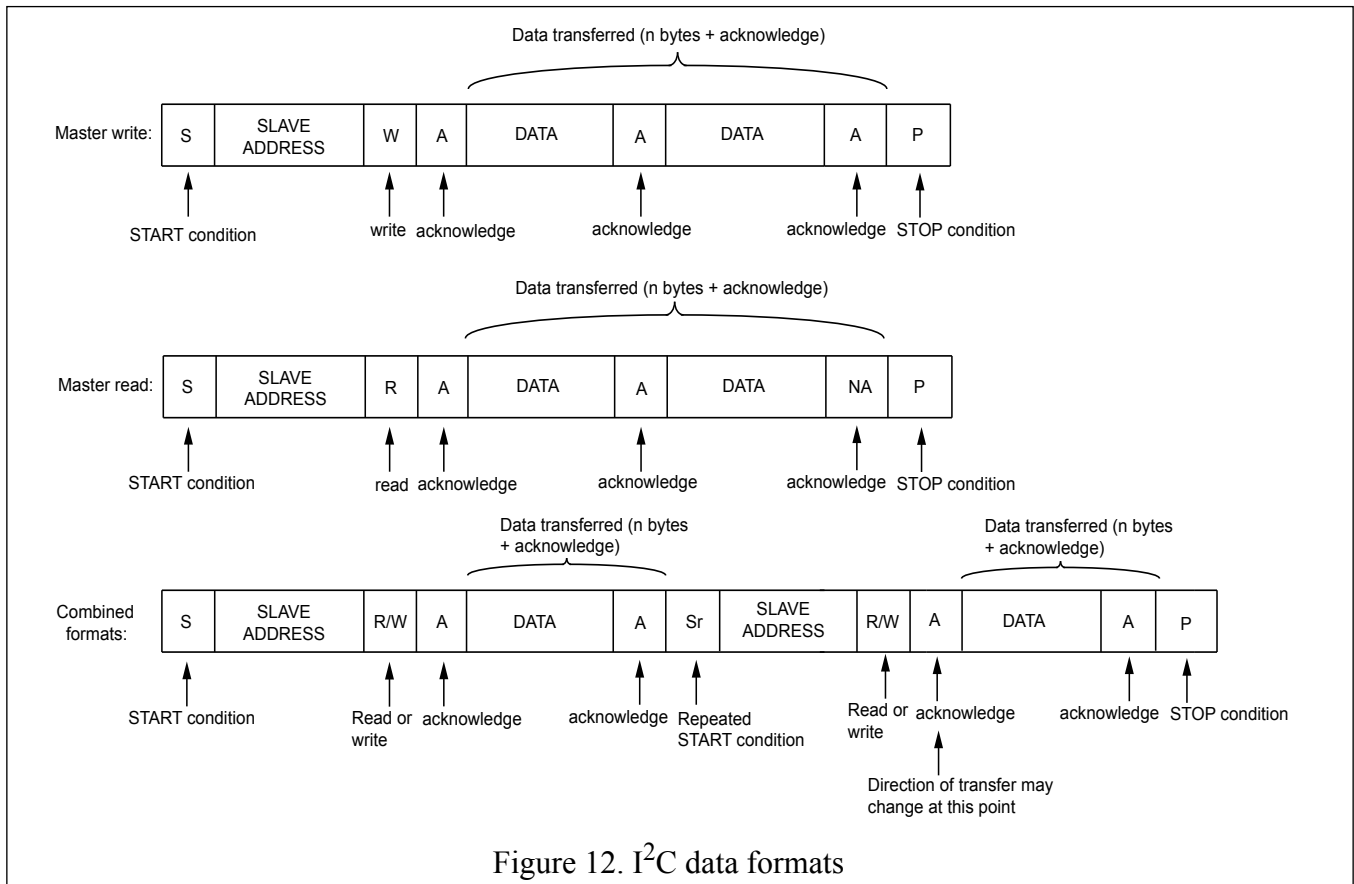 Data transferred (n bytes + acknowledge)
Master write: S SLAVE ADDRESS W A DATA A DATA A P
START condition write acknowledge acknowledge acknowledge STOP condition
Data transferred (n bytes + acknowledge)
Master read: S SLAVE ADDRESS R A DATA A DATA NA P
START condition read acknowledge acknowledge acknowledge STOP condition
Data transferred (n bytes + acknowledge)
Data transferred (n bytes + acknowledge)
Combined formats: S SLAVE ADDRESS R/W A DATA A Sr SLAVE ADDRESS R/W A DATA A P
START condition Read or write acknowledge acknowledge Repeated START condition Read or write acknowledge acknowledge STOP condition
Direction of transfer may
change at this point
Figure 12. I²C data formats